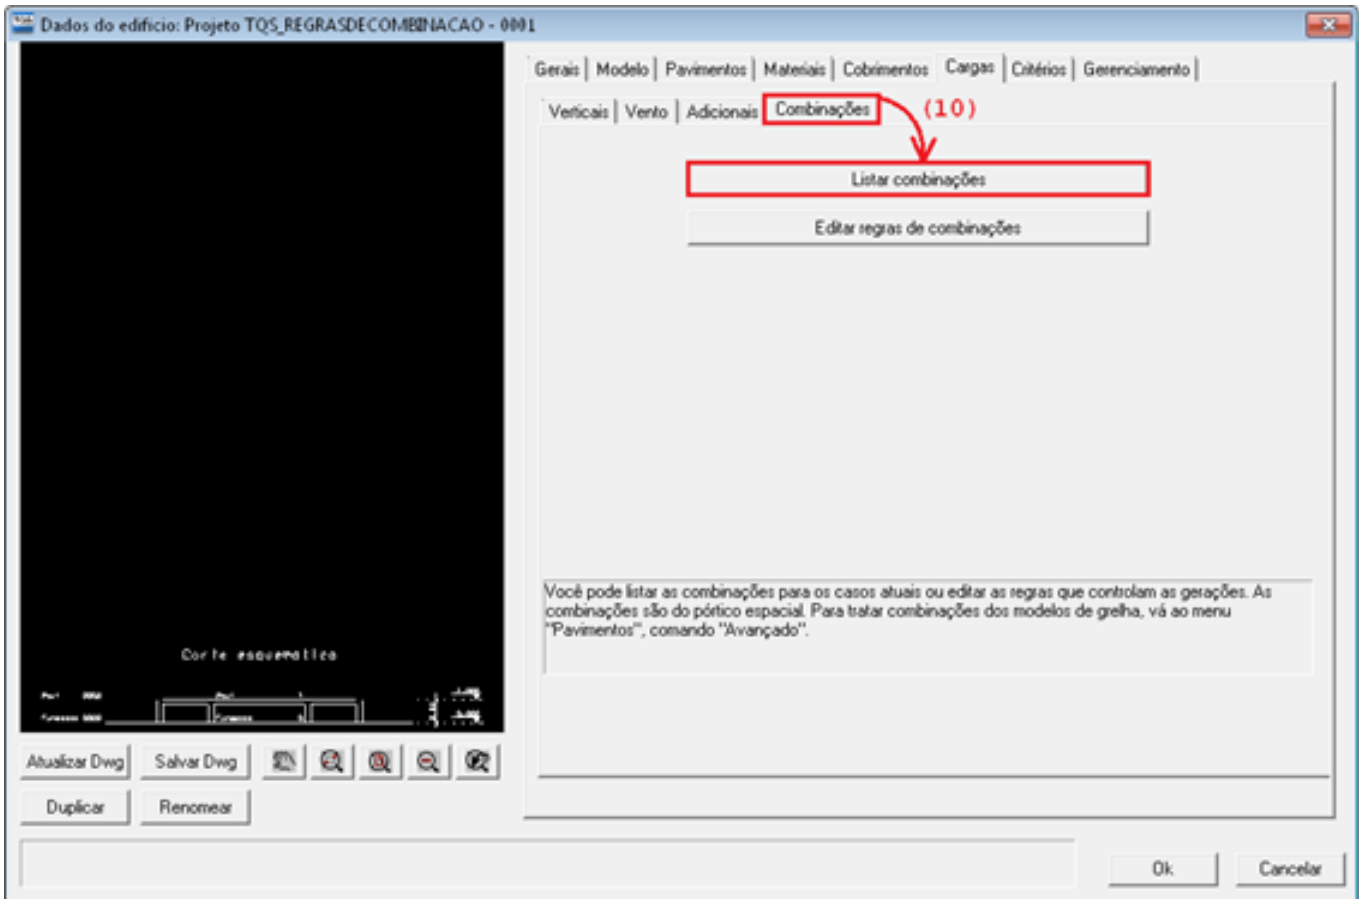 Dados do edifício: Projeto TQS_REGRASDECOMBINACAO - 0001
Gerais Modelo Pavimentos Materiais Cobrimentos Cargas Critérios Gerenciamento
Verticais Vento Adicionais Combinações (10)
Listar combinações
Editar regras de combinações
Você pode listar as combinações para os casos atuais ou editar as regras que controlam as gerações. As
combinações são do pórtico espacial. Para tratar combinações dos modelos de grelha, vá ao menu
"Pavimentos", comando "Avançado".
Corte esquematico
Atualizar Dwg Salvar Dwg
Duplicar Renomear
Ok Cancelar